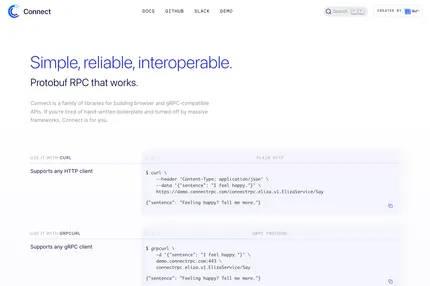 Connect
DOCS GITHUB SLACK DEMO
Search
CREATED BY Buf
Simple, reliable, interoperable.
Protobuf RPC that works.
Connect is a family of libraries for building browser and gRPC-compatible
APIs. If you're tired of hand-written boilerplate and turned off by massive
frameworks, Connect is for you.
USE IT WITH CURL
Supports any HTTP client
PLAIN HTTP
$ curl \
--header "Content-Type: application/json" \
--data '{"sentence": "I feel happy."}' \
https://demo.connectrpc.com/connectrpc.eliza.v1.ElizaService/Say
{"sentence": "Feeling happy? Tell me more."}
USE IT WITH GRPCURL
Supports any gRPC client
GRPC PROTOCOL
$ grpcurl \
-d '{"sentence": "I feel happy."}' \
demo.connectrpc.com:443 \
connectrpc.eliza.v1.ElizaService/Say
{"sentence": "Feeling happy? Tell me more."}